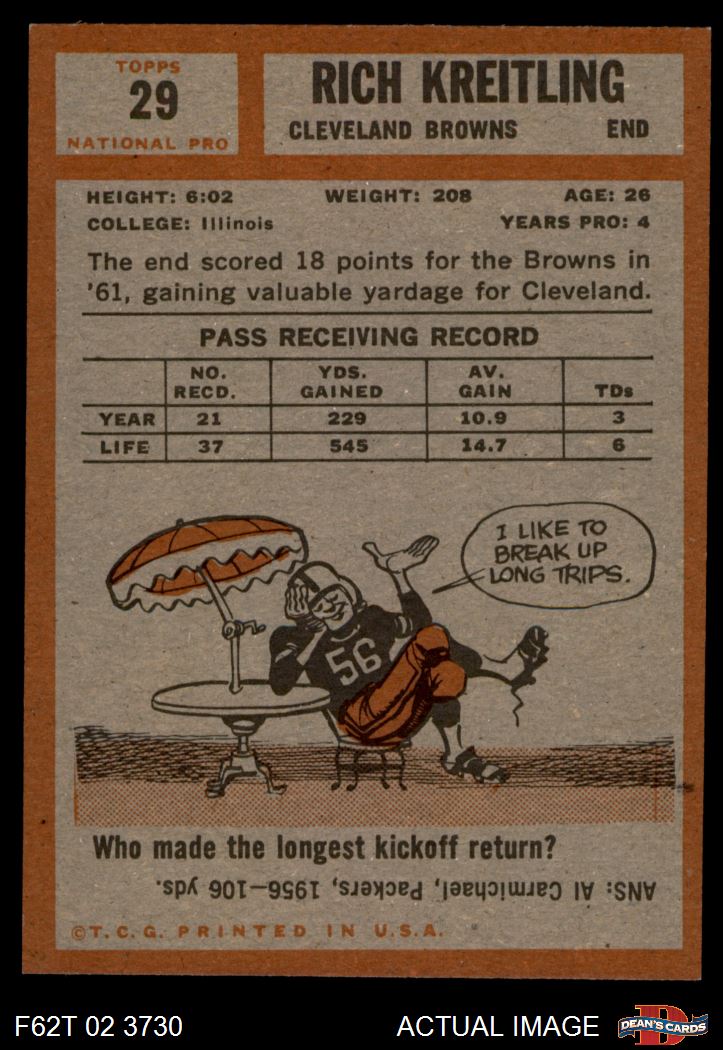 TOPPS
29
NATIONAL PRO
RICH KREITLING
CLEVELAND BROWNS END
HEIGHT: 6:02 WEIGHT: 208 AGE: 26
COLLEGE: Illinois YEARS PRO: 4
The end scored 18 points for the Browns in
'61, gaining valuable yardage for Cleveland.
PASS RECEIVING RECORD
NO. RECD. YDS. GAINED AV. GAIN TDs
YEAR 21 229 10.9 3
LIFE 37 545 14.7 6
I LIKE TO
BREAK UP
LONG TRIPS.
56
Who made the longest kickoff return?
ANS: Al Carmichael, Packers, 1956—106 yds.
©T.C.G. PRINTED IN U.S.A.
F62T 02 3730 ACTUAL IMAGE
D
DEAN'S CARDS